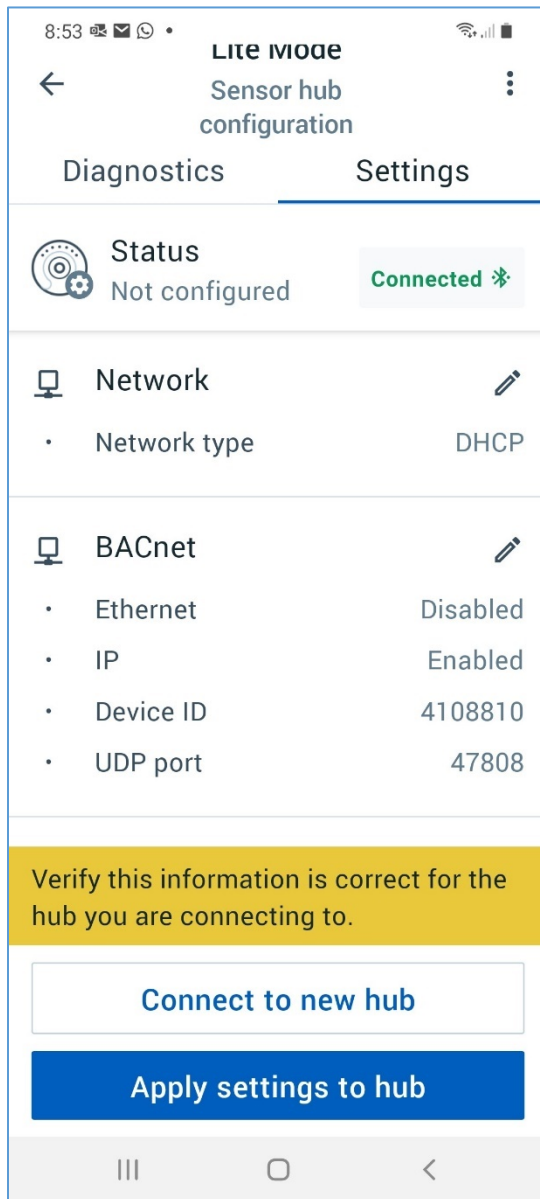 8:53
Lite Mode
Sensor hub
configuration
Diagnostics
Settings
Status
Not configured
Connected
Network
Network type
DHCP
BACnet
Ethernet
Disabled
IP
Enabled
Device ID
4108810
UDP port
47808
Verify this information is correct for the
hub you are connecting to.
Connect to new hub
Apply settings to hub